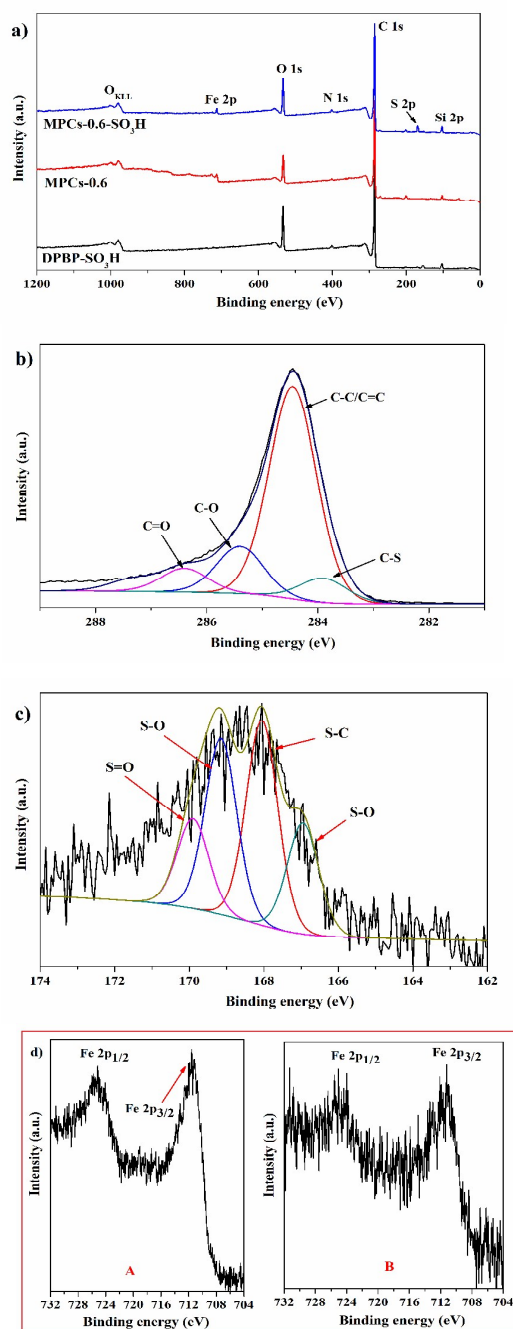 a)
C 1s
O 1s
O_KLL
Fe 2p
N 1s
S 2p
Si 2p
MPCs-0.6-SO3H
MPCs-0.6
DPBP-SO3H
Intensity (a.u.)
1200 1000 800 600 400 200 0
Binding energy (eV)
b)
C-C/C=C
C-O
C=O
C-S
Intensity (a.u.)
288 286 284 282
Binding energy (eV)
c)
S-O
S-C
S=O
S-O
Intensity (a.u.)
174 172 170 168 166 164 162
Binding energy (eV)
d)
Fe 2p1/2
Fe 2p3/2
Intensity (a.u.)
A
732 728 724 720 716 712 708 704
Binding energy (eV)
Fe 2p1/2
Fe 2p3/2
Intensity (a.u.)
B
732 728 724 720 716 712 708 704
Binding energy (eV)